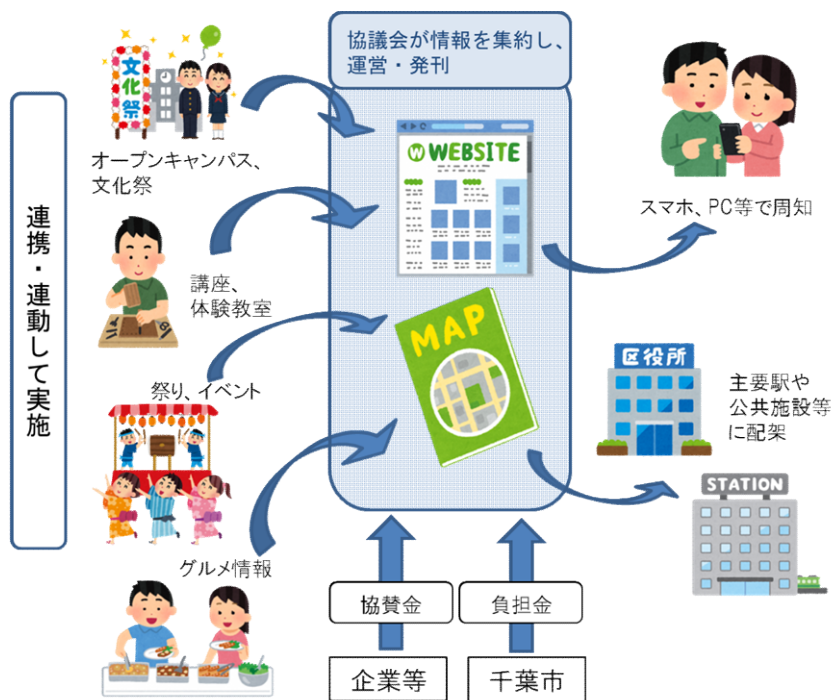 協議会が情報を集約し、
運営・発刊
文化祭
オープンキャンパス、
文化祭
連携・連動して実施
講座、
体験教室
祭り、イベント
グルメ情報
WWEBSITE
MAP
スマホ、PC等で周知
区役所
主要駅や
公共施設等
に配架
STATION
協賛金
負担金
企業等
千葉市